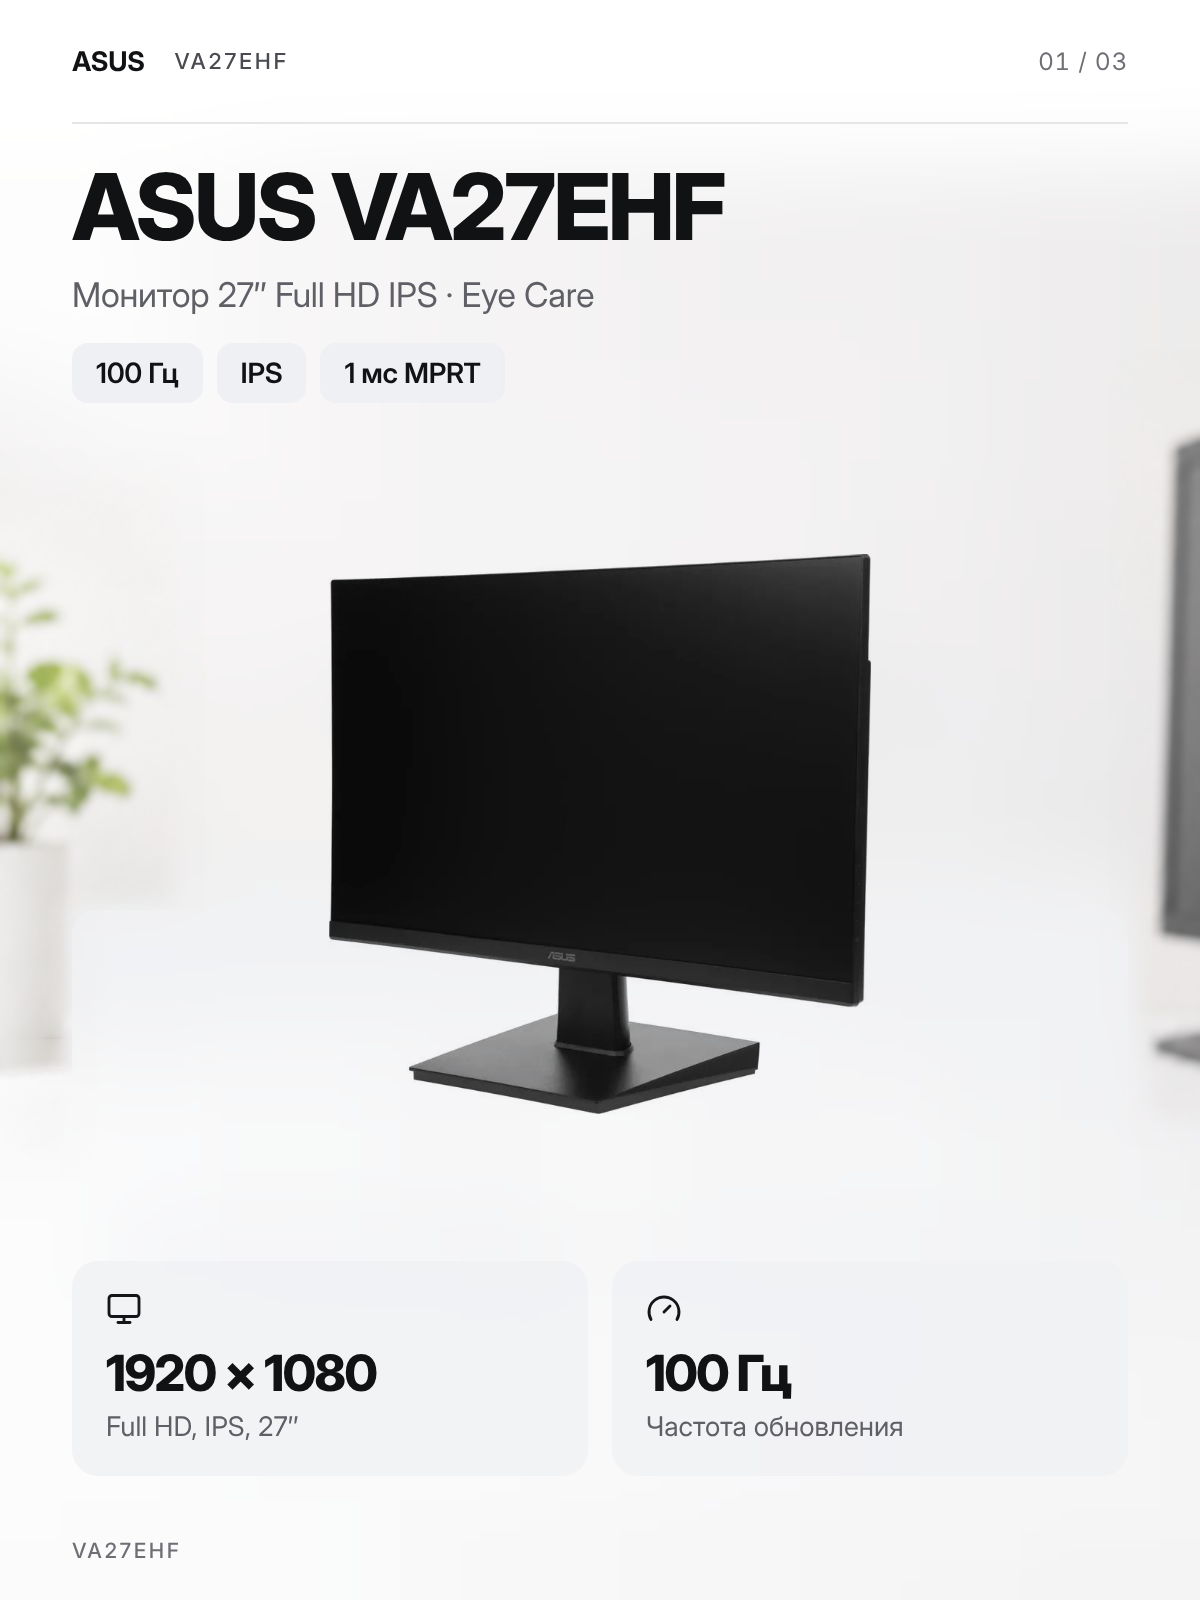 ASUS VA27EHF 01 / 03
ASUS VA27EHF
Монитор 27″ Full HD IPS · Eye Care
100 Гц IPS 1 мс MPRT
ASUS
1920 × 1080
Full HD, IPS, 27″
100 Гц
Частота обновления
VA27EHF